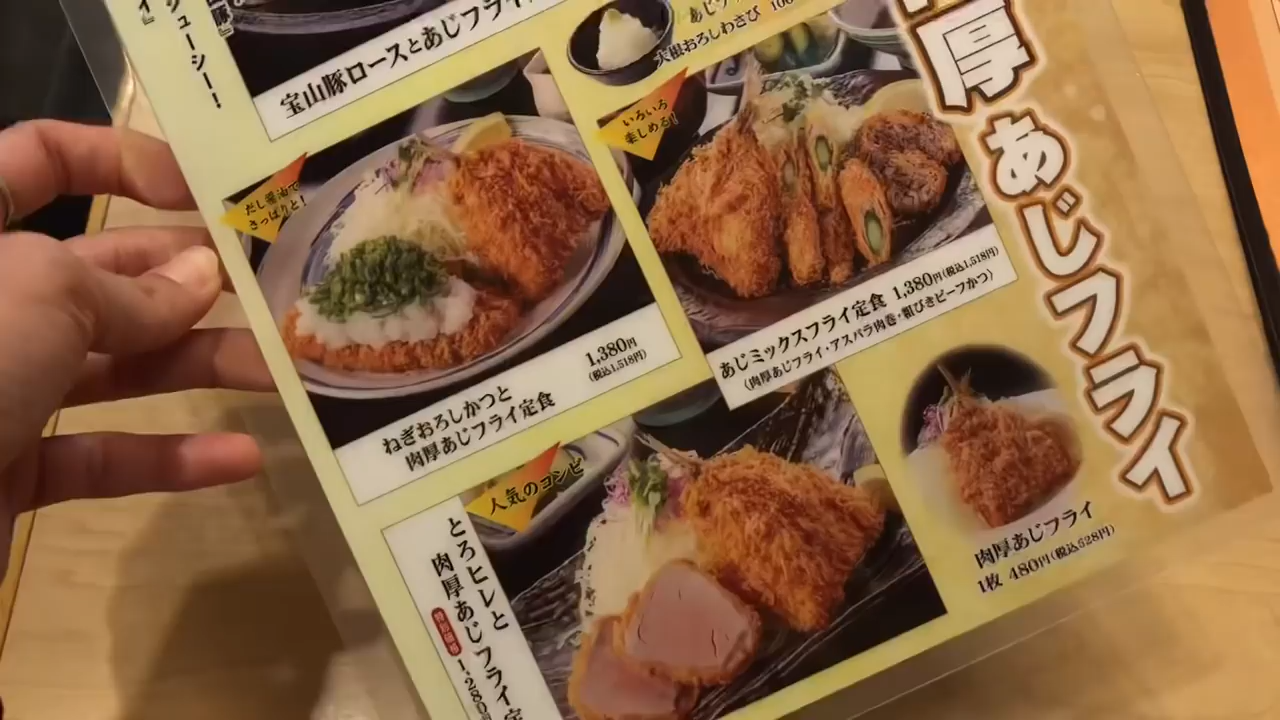 ジューシー！
宝山豚ロースとあじフライ
大根おろしわさび 100
厚
あじフライ
だし醤油で
さっぱりと！
いろいろ
楽しめる！
1,380円
(税込1,518円)
ねぎおろしかつと
肉厚あじフライ定食
あじミックスフライ定食 1,380円(税込1,518円)
(肉厚あじフライ・アスパラ肉巻・粗びきビーフかつ)
人気のコンビ
とろヒレと
肉厚あじフライ定
特別価格
1,280
肉厚あじフライ
1枚 480円(税込528円)